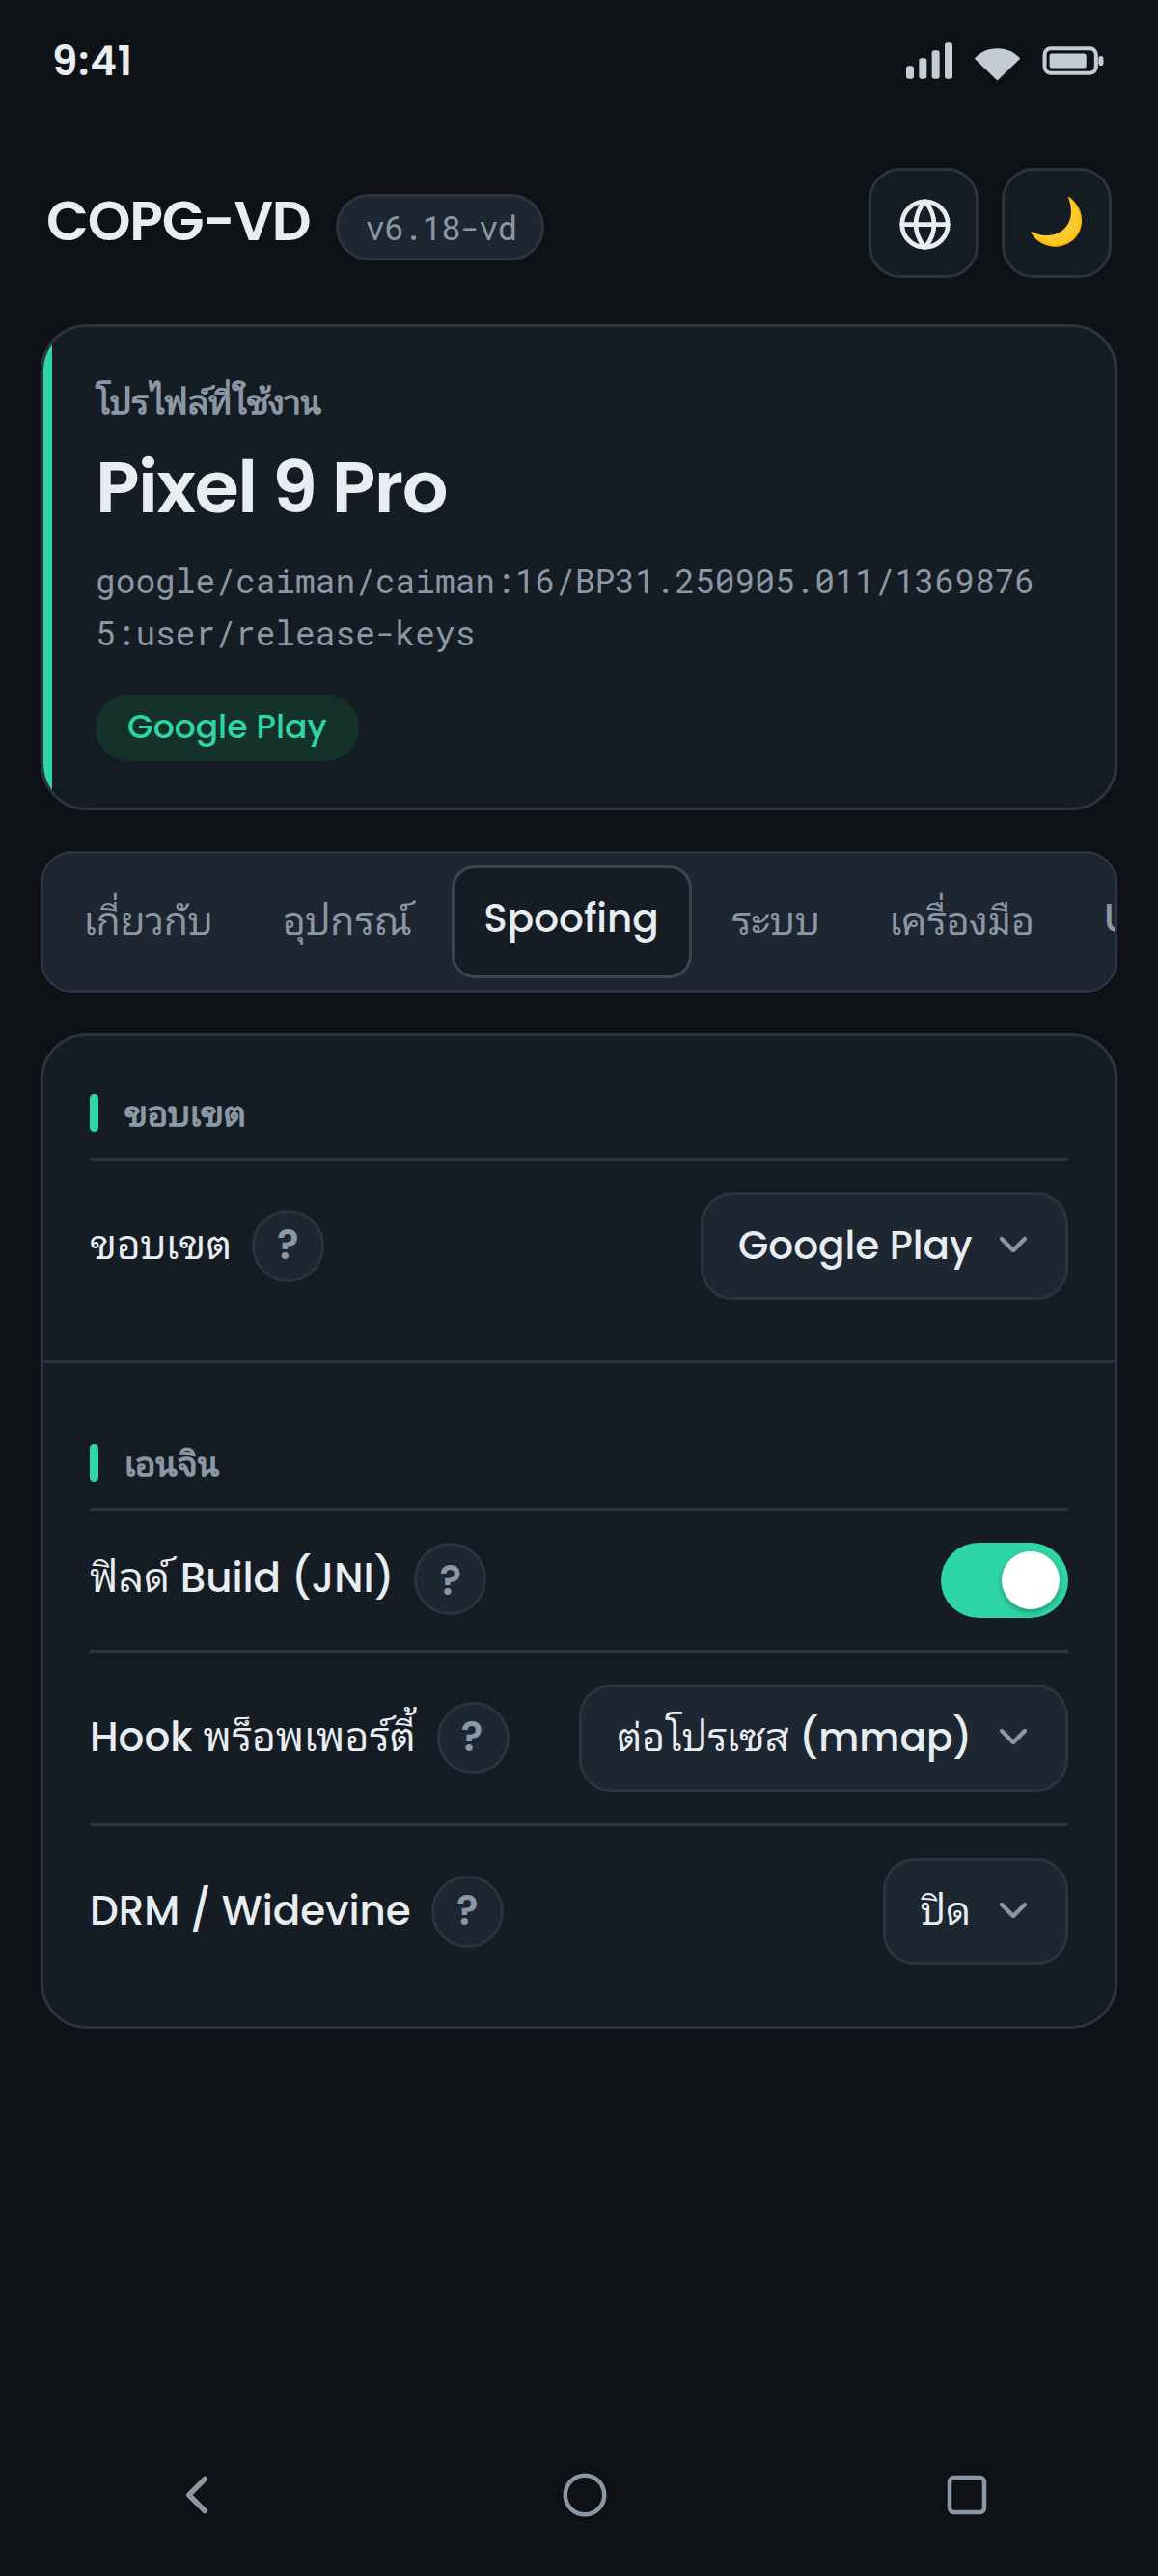 9:41
COPG-VD v6.18-vd
โปรไฟล์ที่ใช้งาน
Pixel 9 Pro
google/caiman/caiman:16/BP31.250905.011/1369876
5:user/release-keys
Google Play
เกี่ยวกับ อุปกรณ์ Spoofing ระบบ เครื่องมือ
ขอบเขต
ขอบเขต ? Google Play
เอนจิน
ฟิลด์ Build (JNI) ?
Hook พร็อพเพอร์ตี้ ? ต่อโปรเซส (mmap)
DRM / Widevine ? ปิด